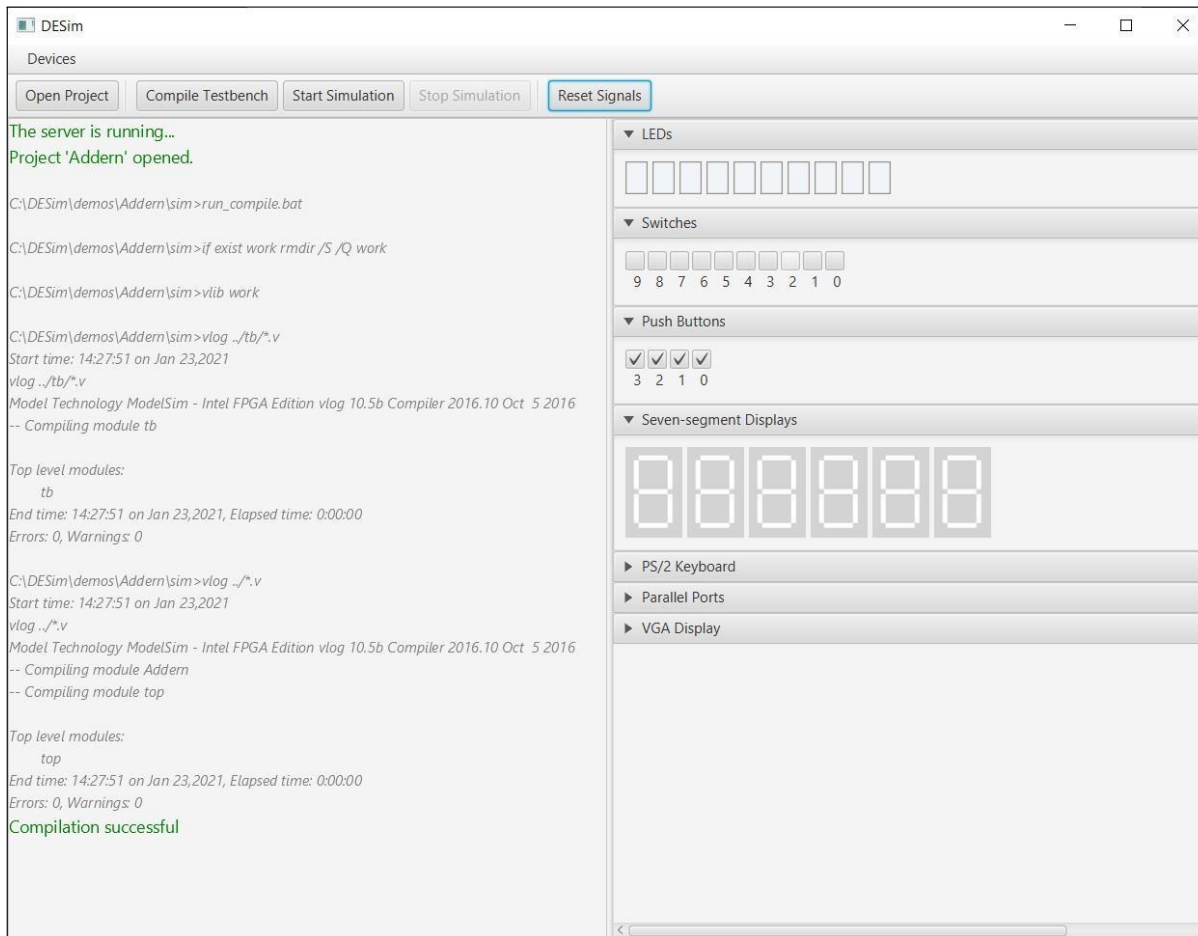 DESim
Devices
Open Project Compile Testbench Start Simulation Stop Simulation Reset Signals
The server is running...
Project 'Addern' opened.
C:\DESim\demos\Addern\sim>run_compile.bat
C:\DESim\demos\Addern\sim>if exist work rmdir /S /Q work
C:\DESim\demos\Addern\sim>vlib work
C:\DESim\demos\Addern\sim>vlog ../tb/*.v
Start time: 14:27:51 on Jan 23,2021
vlog ../tb/*.v
Model Technology ModelSim - Intel FPGA Edition vlog 10.5b Compiler 2016.10 Oct  5 2016
-- Compiling module tb
Top level modules:
tb
End time: 14:27:51 on Jan 23,2021, Elapsed time: 0:00:00
Errors: 0, Warnings: 0
C:\DESim\demos\Addern\sim>vlog ../*.v
Start time: 14:27:51 on Jan 23,2021
vlog ../*.v
Model Technology ModelSim - Intel FPGA Edition vlog 10.5b Compiler 2016.10 Oct  5 2016
-- Compiling module Addern
-- Compiling module top
Top level modules:
top
End time: 14:27:51 on Jan 23,2021, Elapsed time: 0:00:00
Errors: 0, Warnings: 0
Compilation successful
LEDs
Switches
9 8 7 6 5 4 3 2 1 0
Push Buttons
3 2 1 0
Seven-segment Displays
PS/2 Keyboard
Parallel Ports
VGA Display